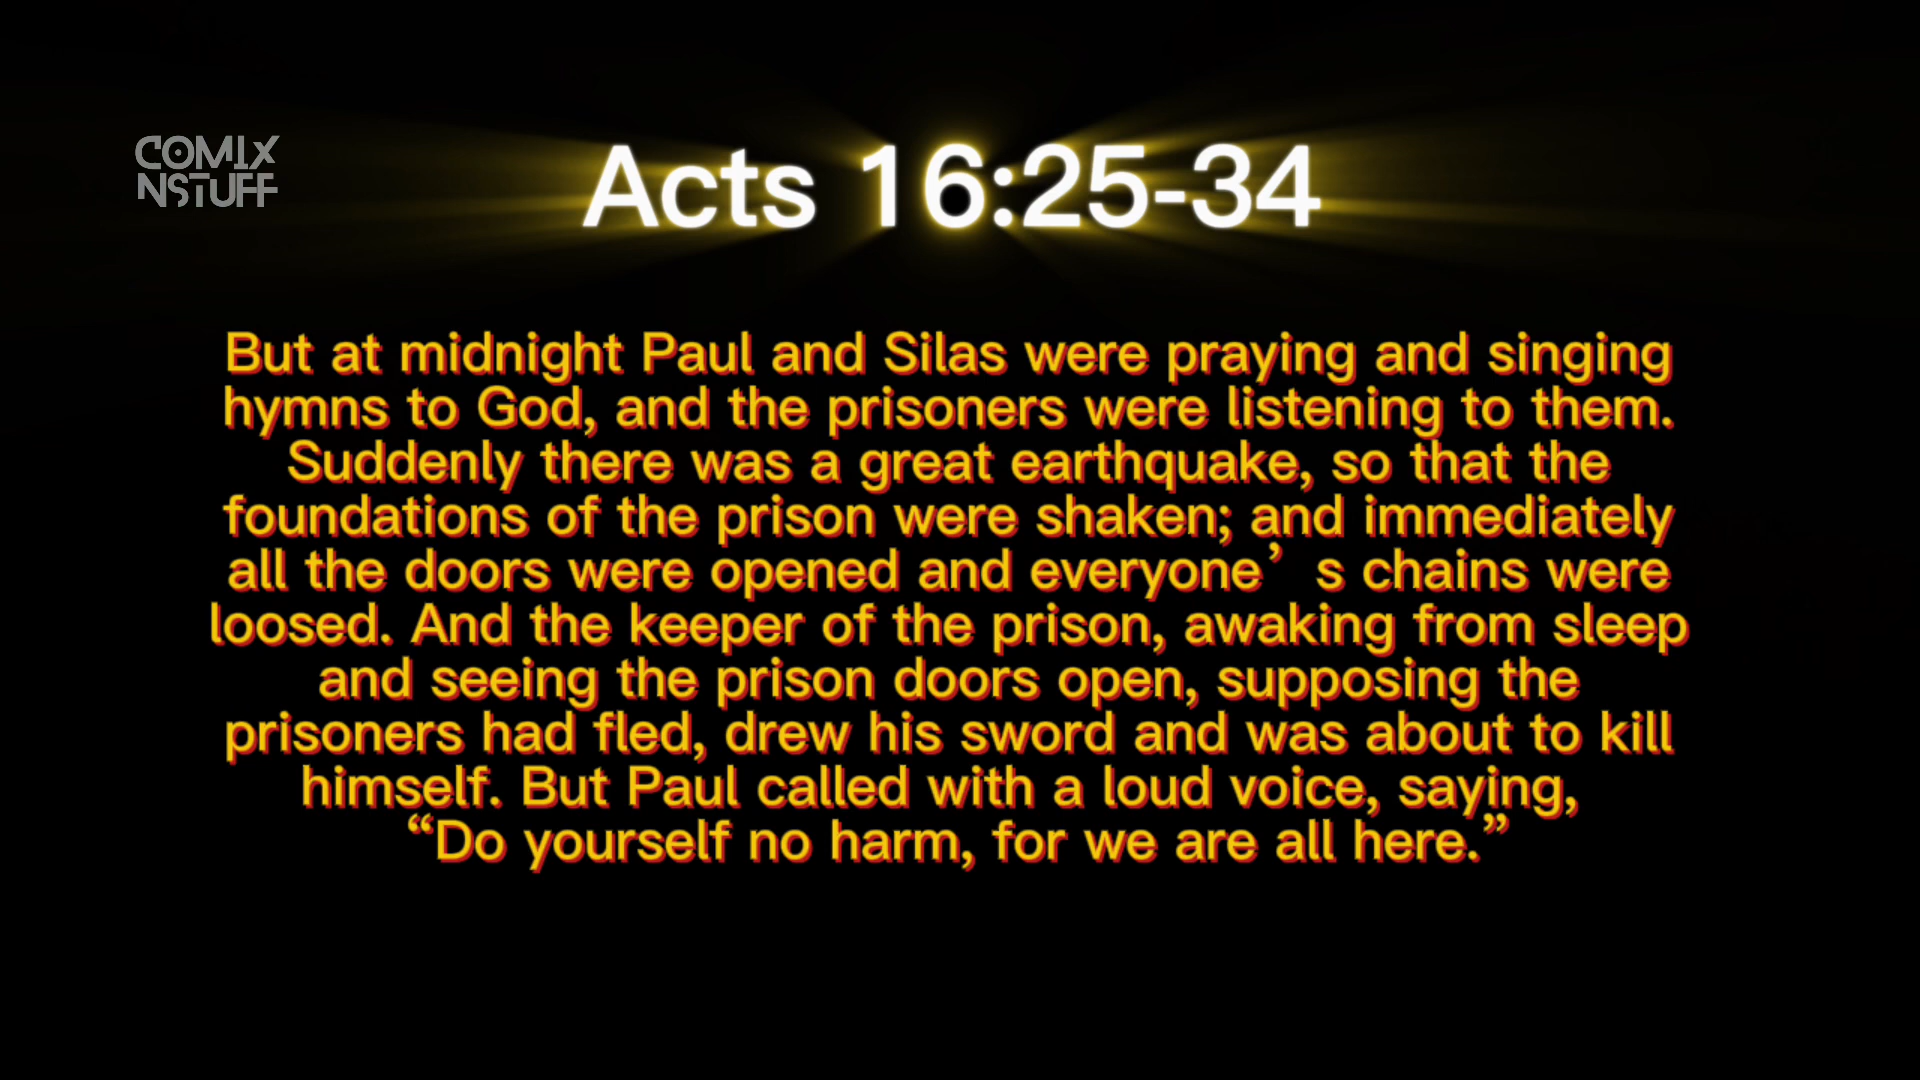 COMIX
NSTUFF
Acts 16:25-34
But at midnight Paul and Silas were praying and singing
hymns to God, and the prisoners were listening to them.
Suddenly there was a great earthquake, so that the
foundations of the prison were shaken; and immediately
all the doors were opened and everyone’ s chains were
loosed. And the keeper of the prison, awaking from sleep
and seeing the prison doors open, supposing the
prisoners had fled, drew his sword and was about to kill
himself. But Paul called with a loud voice, saying,
“Do yourself no harm, for we are all here.”